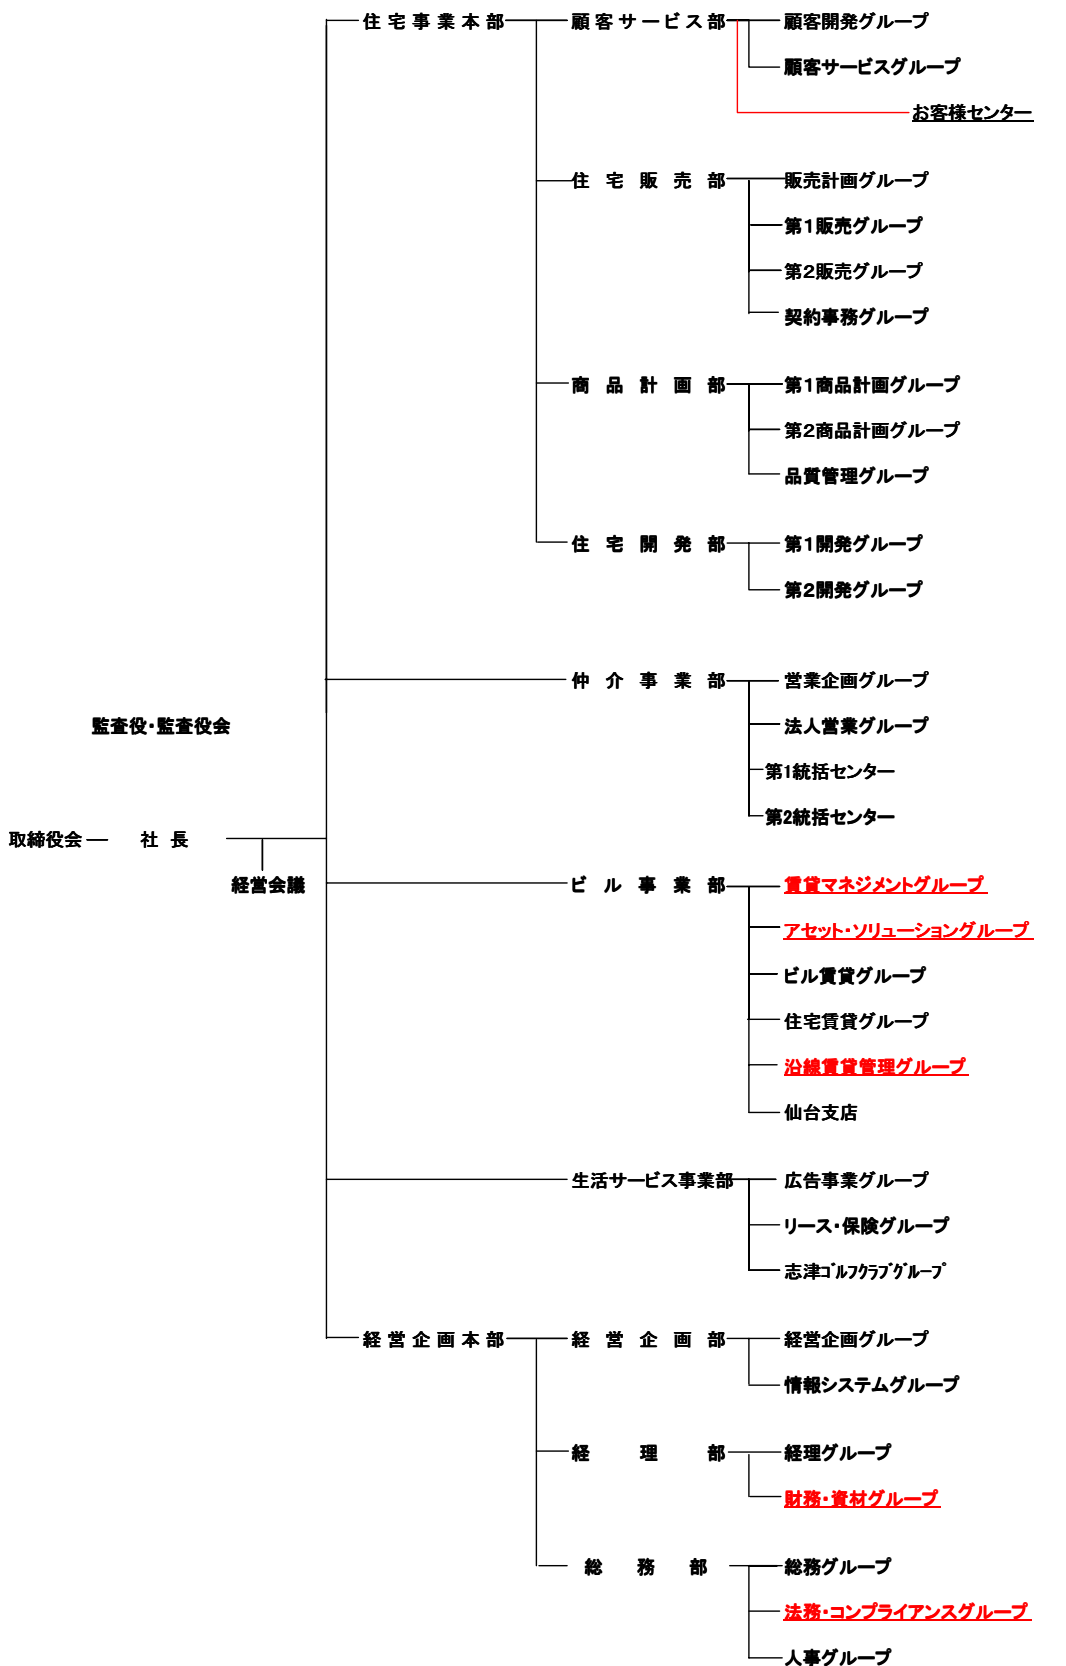 住宅事業本部 顧客サービス部 顧客開発グループ
顧客サービスグループ
お客様センター
住宅販売部 販売計画グループ
第1販売グループ
第2販売グループ
契約事務グループ
商品計画部 第1商品計画グループ
第2商品計画グループ
品質管理グループ
住宅開発部 第1開発グループ
第2開発グループ
仲介事業部 営業企画グループ
監査役・監査役会 法人営業グループ
第1統括センター
第2統括センター
取締役会 社長
経営会議 ビル事業部 賃貸マネジメントグループ
アセット・ソリューショングループ
ビル賃貸グループ
住宅賃貸グループ
沿線賃貸管理グループ
仙台支店
生活サービス事業部 広告事業グループ
リース・保険グループ
志津ゴルフクラブグループ
経営企画本部 経営企画部 経営企画グループ
情報システムグループ
経理部 経理グループ
財務・資材グループ
総務部 総務グループ
法務・コンプライアンスグループ
人事グループ